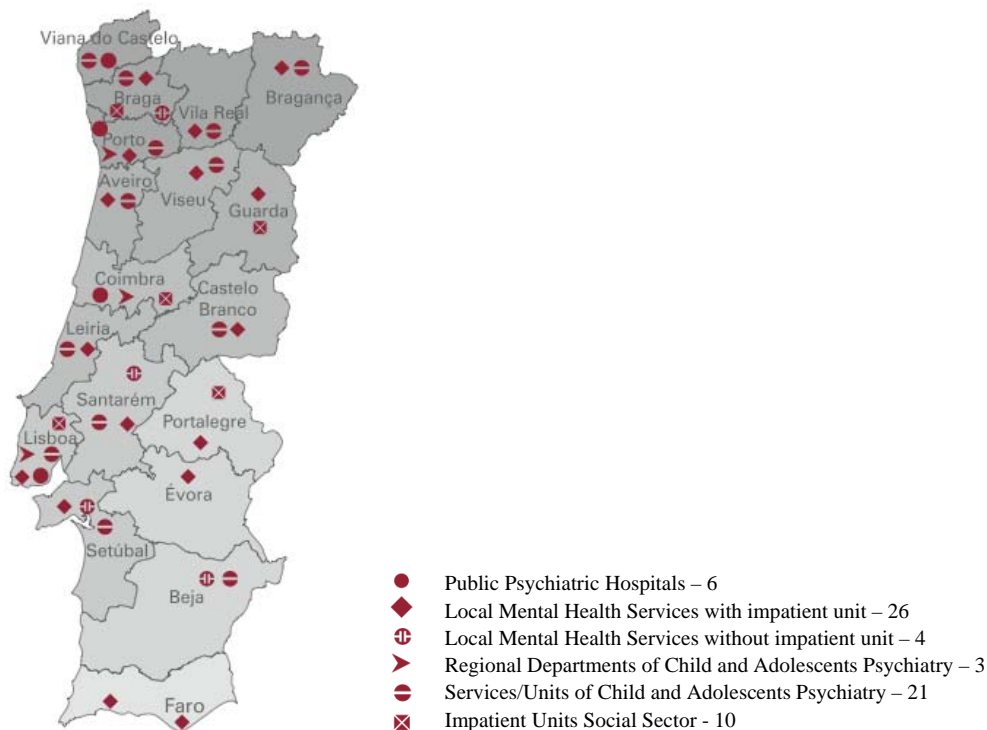 Viana do Castelo
Braga
Bragança
Vila Real
Porto
Aveiro
Viseu
Guarda
Coimbra
Castelo
Branco
Leiria
Santarém
Portalegre
Lisboa
Évora
Setúbal
Beja
Faro
Public Psychiatric Hospitals – 6
Local Mental Health Services with impatient unit – 26
Local Mental Health Services without impatient unit – 4
Regional Departments of Child and Adolescents Psychiatry – 3
Services/Units of Child and Adolescents Psychiatry – 21
Impatient Units Social Sector - 10